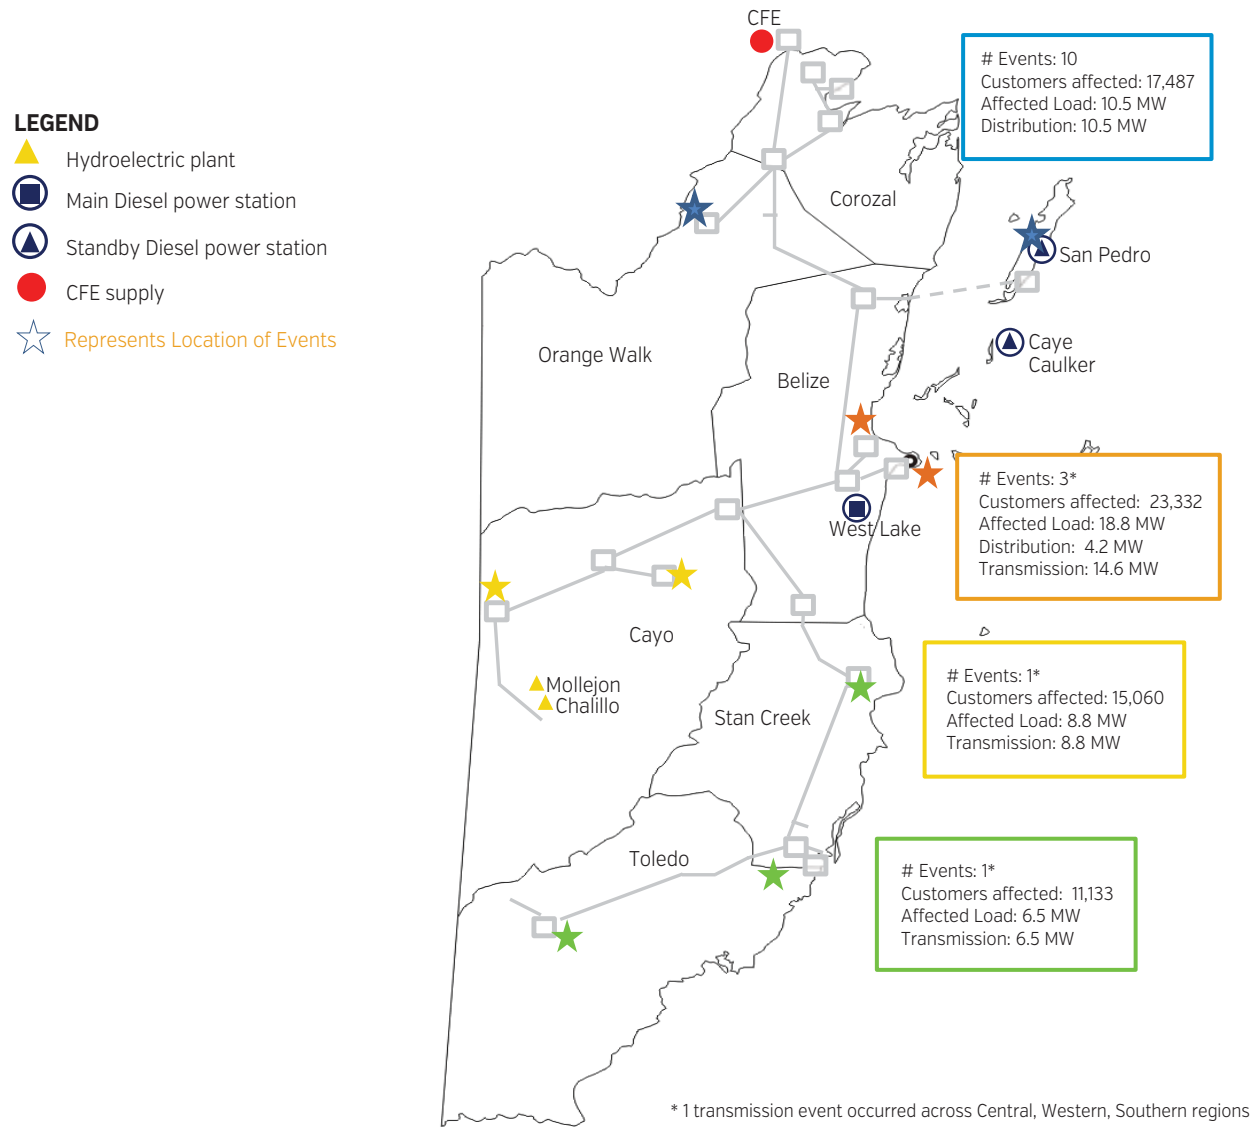 CFE
LEGEND
Hydroelectric plant
Main Diesel power station
Standby Diesel power station
CFE supply
Represents Location of Events
# Events: 10
Customers affected: 17,487
Affected Load: 10.5 MW
Distribution: 10.5 MW
Corozal
San Pedro
Orange Walk
Caye
Caulker
Belize
# Events: 3*
Customers affected: 23,332
Affected Load: 18.8 MW
Distribution: 4.2 MW
Transmission: 14.6 MW
West Lake
Cayo
Mollejon
Chalillo
Stan Creek
# Events: 1*
Customers affected: 15,060
Affected Load: 8.8 MW
Transmission: 8.8 MW
Toledo
# Events: 1*
Customers affected: 11,133
Affected Load: 6.5 MW
Transmission: 6.5 MW
* 1 transmission event occurred across Central, Western, Southern regions